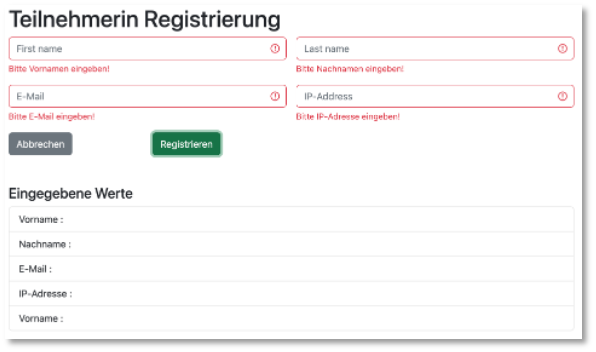 Teilnehmerin Registrierung
First name
Last name
Bitte Vornamen eingeben!
Bitte Nachnamen eingeben!
E-Mail
IP-Address
Bitte E-Mail eingeben!
Bitte IP-Adresse eingeben!
Abbrechen
Registrieren
Eingegebene Werte
Vorname :
Nachname :
E-Mail :
IP-Adresse :
Vorname :